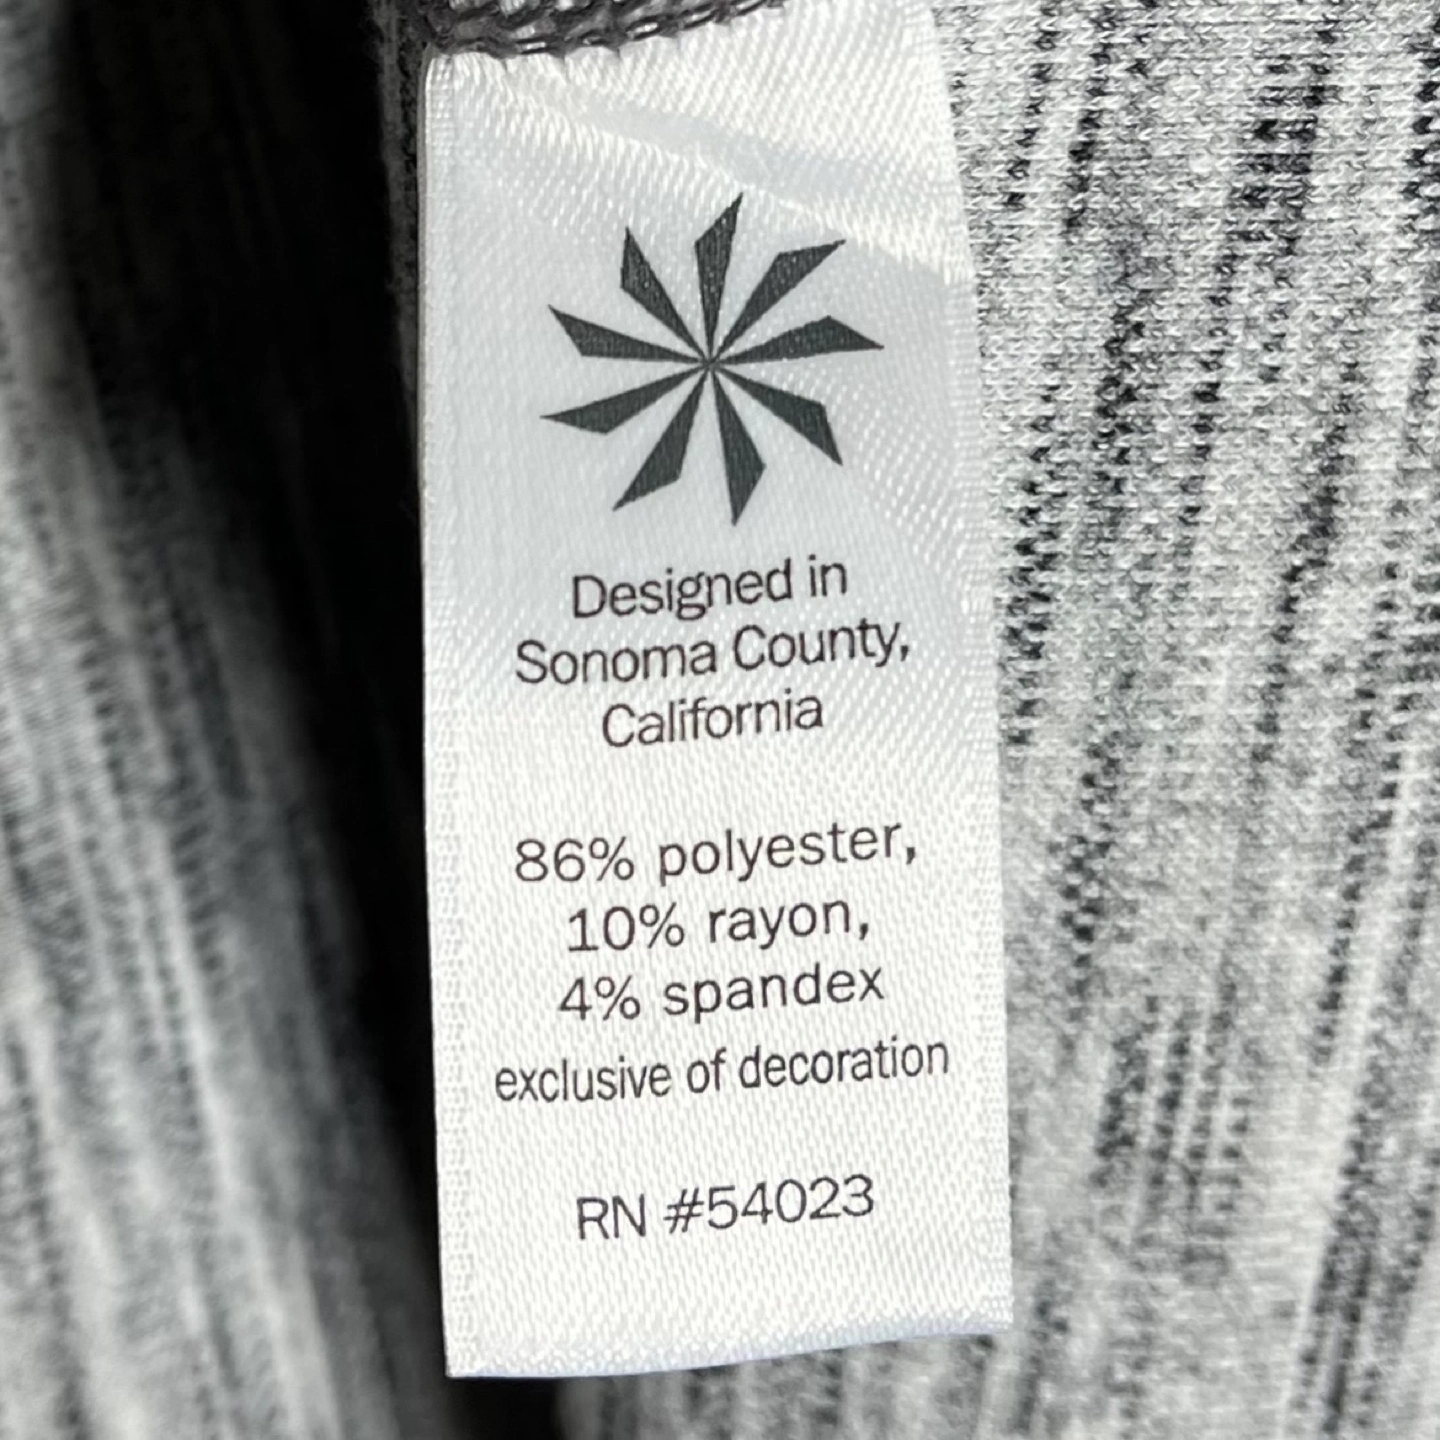 Designed in
Sonoma County,
California
86% polyester,
10% rayon,
4% spandex
exclusive of decoration
RN #54023